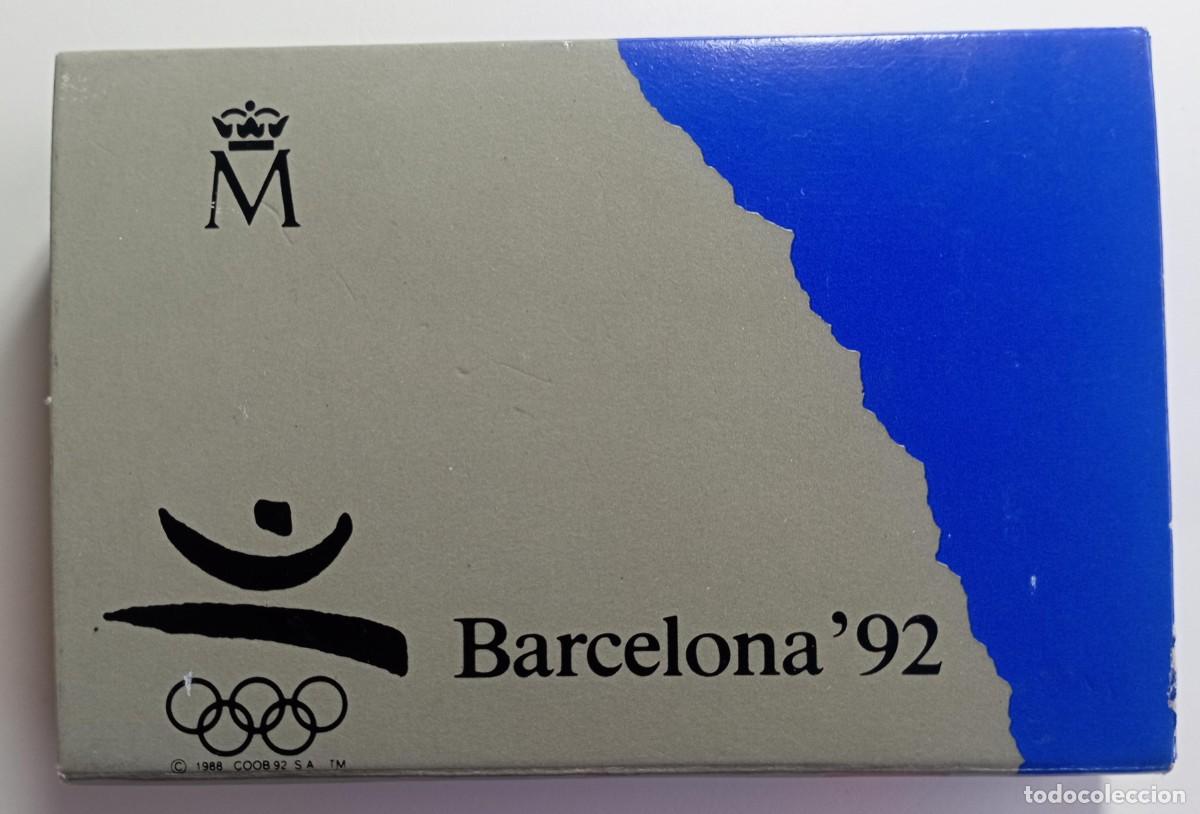 M
Barcelona '92
© 1988 COOB 92 S A TM
todocoleccion